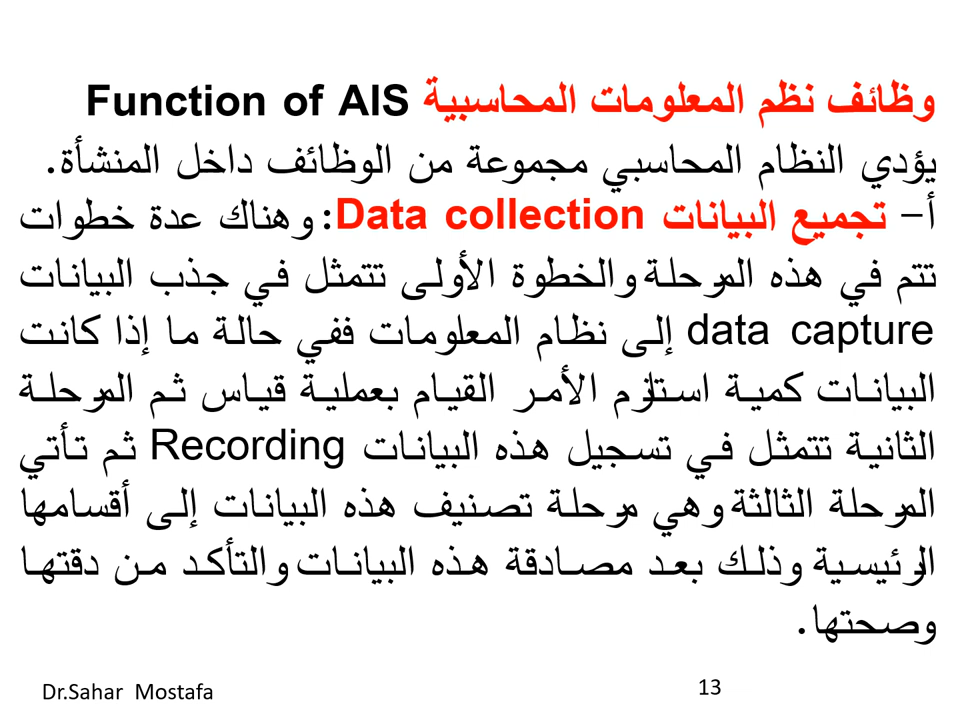 وظائف نظم المعلومات المحاسبية Function of AIS
يؤدي النظام المحاسبي مجموعة من الوظائف داخل المنشأة.
أ- تجميع البيانات Data collection: وهناك عدة خطوات
تتم في هذه المرحلة والخطوة الأولى تتمثل في جذب البيانات
data capture إلى نظام المعلومات ففي حالة ما إذا كانت
البيانات كمية استلزم الأمر القيام بعملية قياس ثم المرحلة
الثانية تتمثل في تسجيل هذه البيانات Recording ثم تأتي
المرحلة الثالثة وهي مرحلة تصنيف هذه البيانات إلى أقسامها
الرئيسية وذلك بعد مصادقة هذه البيانات والتأكد من دقتها
وصحتها.
Dr.Sahar Mostafa
13